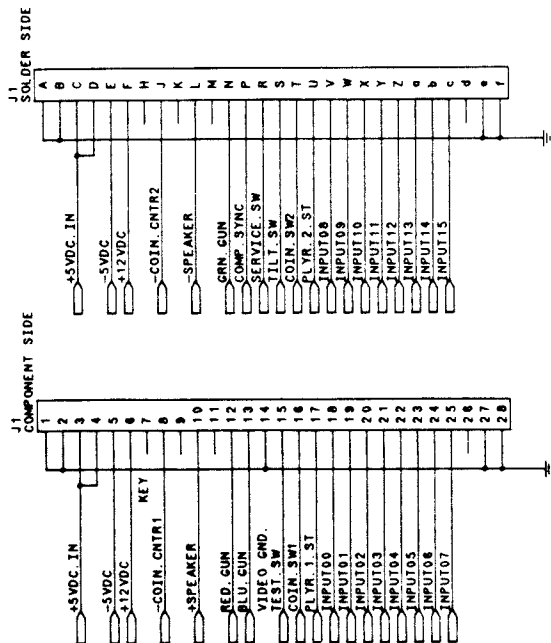 J1
SOLDER SIDE
A
B
C
D
E
F
H
J
K
L
M
N
P
R
S
T
U
V
W
X
Y
Z
a
b
c
d
e
f
+5VDC.IN
-5VDC
+12VDC
-COIN.CNTR2
-SPEAKER
GRN.GUN
COMP.SYNC
SERVICE.SW
TILT.SW
COIN.SW2
PLYR.2.ST
INPUT08
INPUT09
INPUT10
INPUT11
INPUT12
INPUT13
INPUT14
INPUT15
J1
COMPONENT SIDE
1
2
3
4
5
6
7
8
9
10
11
12
13
14
15
16
17
18
19
20
21
22
23
24
25
26
27
28
+5VDC.IN
-5VDC
+12VDC
KEY
-COIN.CNTR1
+SPEAKER
RED.GUN
BLU.GUN
VIDEO GND.
TEST.SW
COIN.SW1
PLYR.1.ST
INPUT00
INPUT01
INPUT02
INPUT03
INPUT04
INPUT05
INPUT06
INPUT07